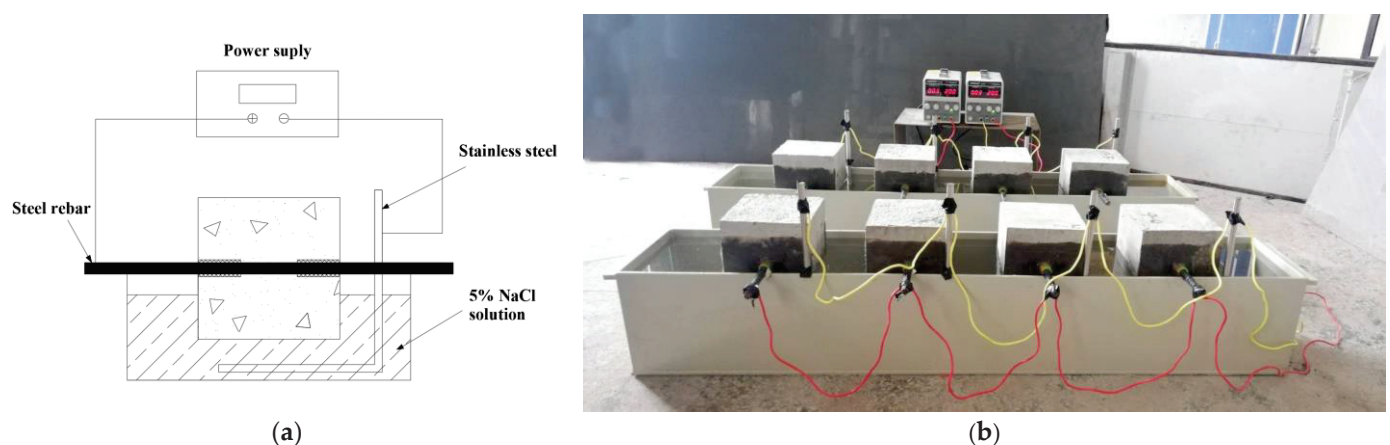 Power suply
Stainless steel
Steel rebar
5% NaCl
solution
(a)
(b)